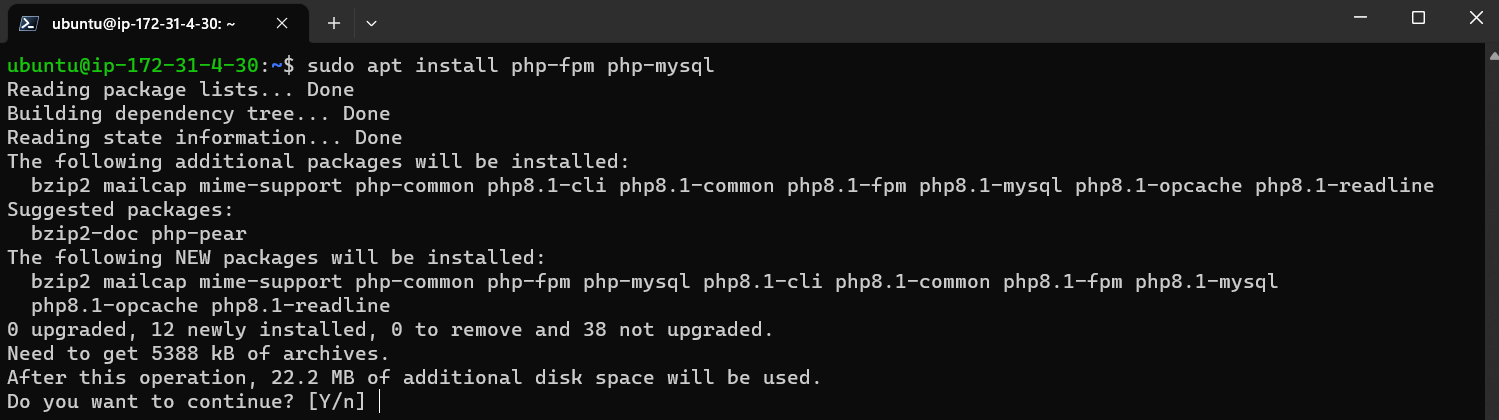 ubuntu@ip-172-31-4-30: ~
ubuntu@ip-172-31-4-30:~$ sudo apt install php-fpm php-mysql
Reading package lists... Done
Building dependency tree... Done
Reading state information... Done
The following additional packages will be installed:
  bzip2 mailcap mime-support php-common php8.1-cli php8.1-common php8.1-fpm php8.1-mysql php8.1-opcache php8.1-readline
Suggested packages:
  bzip2-doc php-pear
The following NEW packages will be installed:
  bzip2 mailcap mime-support php-common php-fpm php-mysql php8.1-cli php8.1-common php8.1-fpm php8.1-mysql
  php8.1-opcache php8.1-readline
0 upgraded, 12 newly installed, 0 to remove and 38 not upgraded.
Need to get 5388 kB of archives.
After this operation, 22.2 MB of additional disk space will be used.
Do you want to continue? [Y/n]